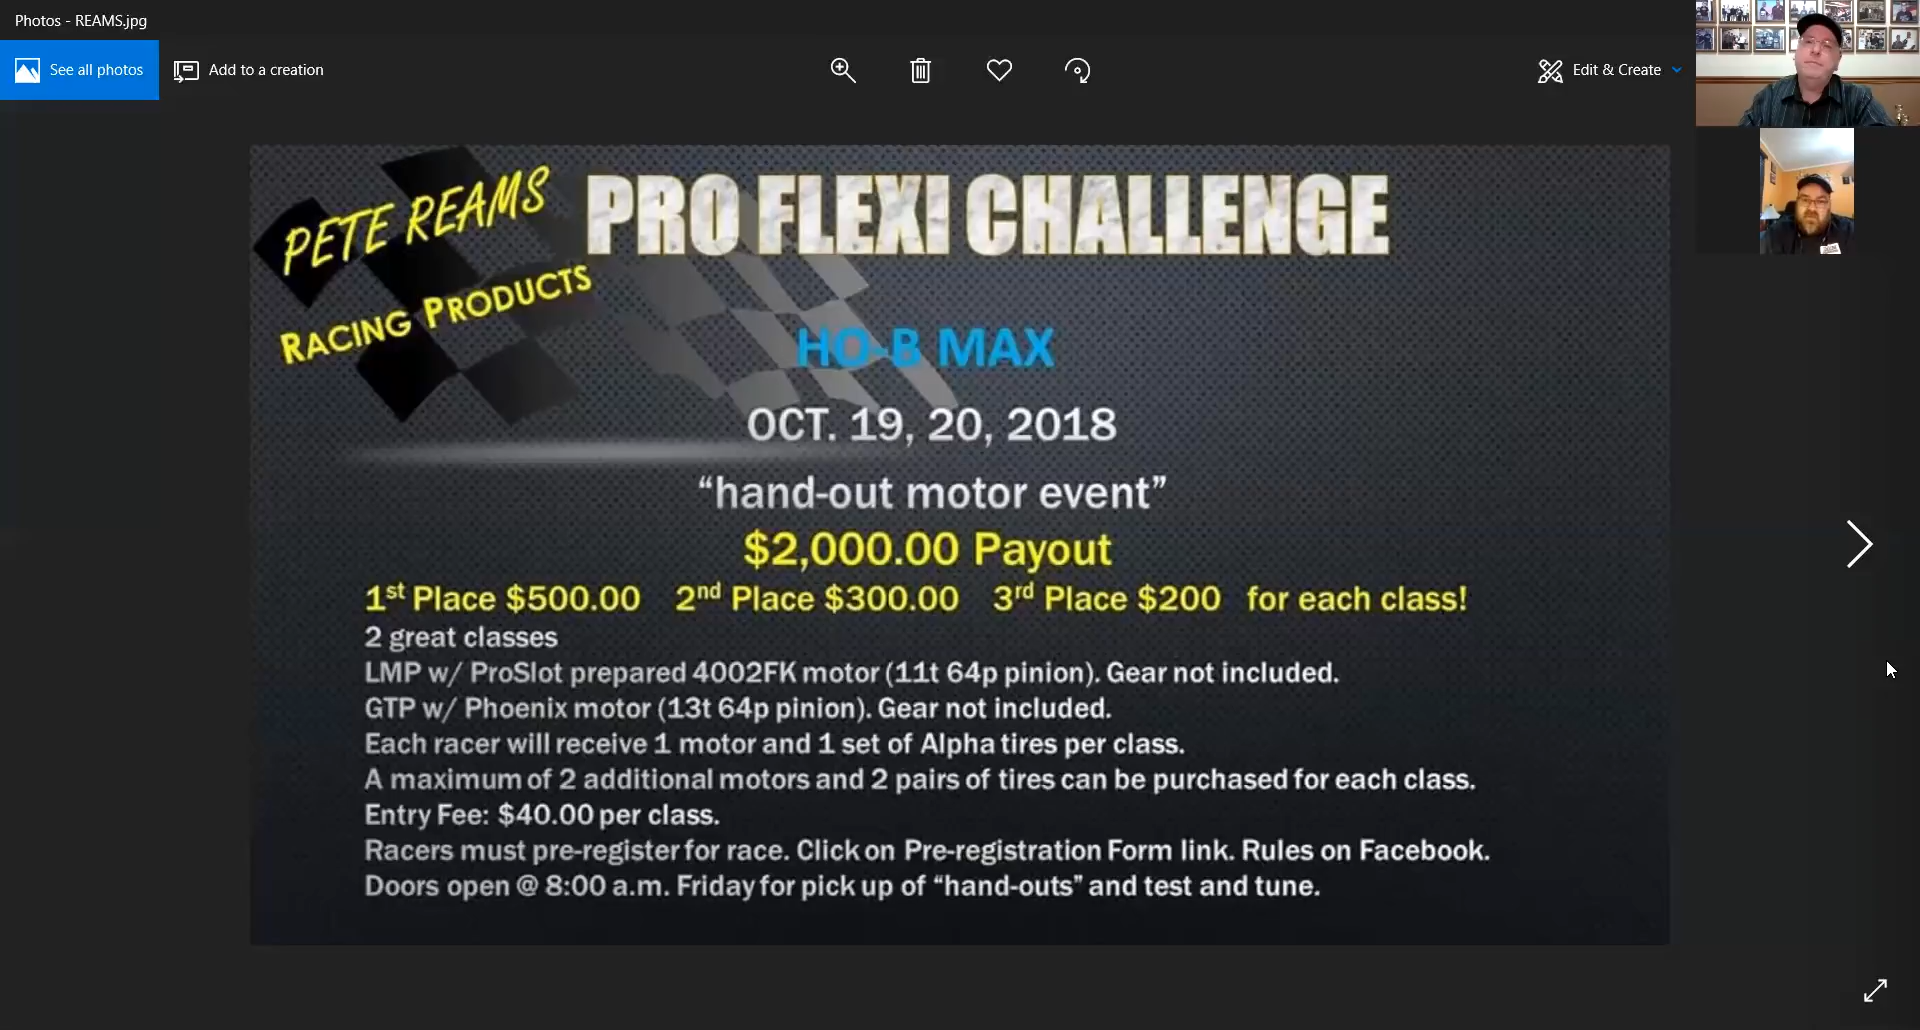 Photos - REAMS.jpg
See all photos
Add to a creation
Edit & Create
PETE REAMS
RACING PRODUCTS
PRO FLEXI CHALLENGE
HO-B MAX
OCT. 19, 20, 2018
“hand-out motor event”
$2,000.00 Payout
1st Place $500.00 2nd Place $300.00 3rd Place $200 for each class!
2 great classes
LMP w/ ProSlot prepared 4002FK motor (11t 64p pinion). Gear not included.
GTP w/ Phoenix motor (13t 64p pinion). Gear not included.
Each racer will receive 1 motor and 1 set of Alpha tires per class.
A maximum of 2 additional motors and 2 pairs of tires can be purchased for each class.
Entry Fee: $40.00 per class.
Racers must pre-register for race. Click on Pre-registration Form link. Rules on Facebook.
Doors open @ 8:00 a.m. Friday for pick up of “hand-outs” and test and tune.